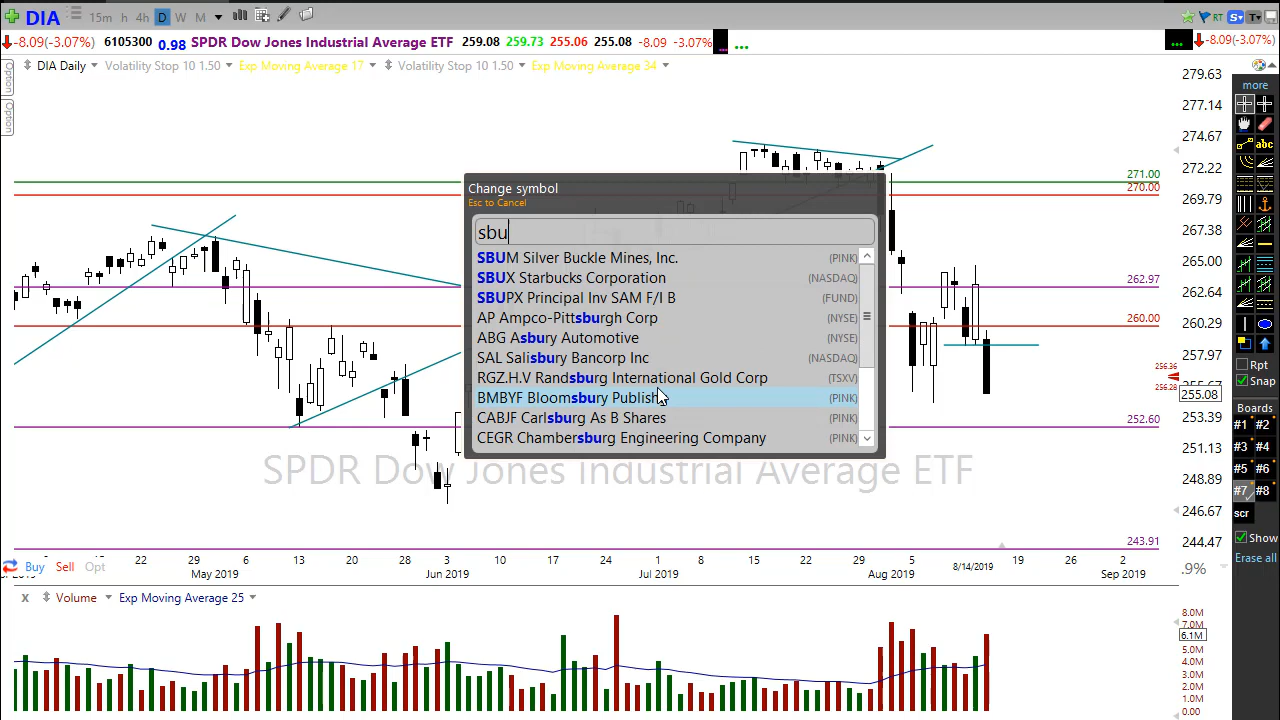 DIA 15m h 4h D W M RT S T
-8.09(-3.07%) 6105300 0.98 SPDR Dow Jones Industrial Average ETF 259.08 259.73 255.06 255.08 -8.09 -3.07% ... ... ... -8.09(-3.07%)
DIA Daily Volatility Stop 10 1.50 Exp Moving Average 17 Volatility Stop 10 1.50 Exp Moving Average 34
Option
Option
279.63
277.14
274.67
272.22
269.79
267.38
265.00
262.64
260.29
257.97
256.36
256.28
255.08
253.39
251.13
248.89
246.67
244.47
271.00
270.00
262.97
260.00
252.60
243.91
Change symbol
Esc to Cancel
sbu
SBUM Silver Buckle Mines, Inc. (PINK)
SBUX Starbucks Corporation (NASDAQ)
SBUPX Principal Inv SAM F/I B (FUND)
AP Ampco-Pittsburgh Corp (NYSE)
ABG Asbury Automotive (NYSE)
SAL Salisbury Bancorp Inc (NASDAQ)
RGZ.H.V Randsburg International Gold Corp (TSXV)
BMBYF Bloomsbury Publish (PINK)
CABJF Carlsburg As B Shares (PINK)
CEGR Chambersburg Engineering Company (PINK)
SPDR Dow Jones Industrial Average ETF
more
abc
Rpt
Snap
Boards
#1 #2
#3 #4
#5 #6
#7 #8
scr
Show
Erase all
22 29 6 13 20 28 3 10 17 24 1 8 15 22 29 5 8/14/2019 19 26 2
May 2019 Jun 2019 Jul 2019 Aug 2019 Sep 2019
Buy Sell Opt
.9%
x Volume Exp Moving Average 25
8.0M
7.0M
6.1M
5.0M
4.0M
3.0M
2.0M
1.0M
0.00